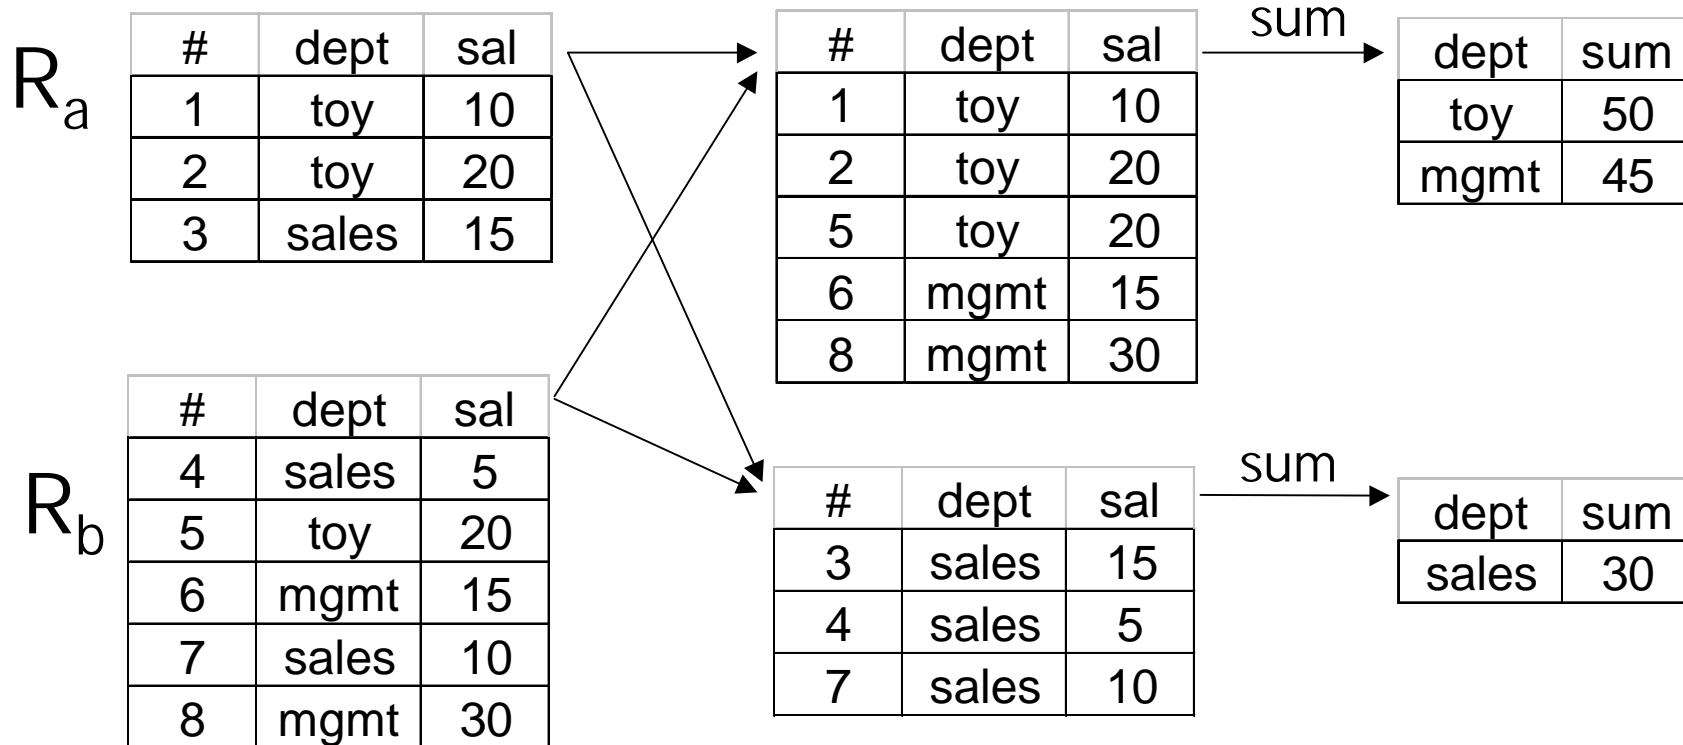 R_a
# dept sal
1 toy 10
2 toy 20
3 sales 15
R_b
# dept sal
4 sales 5
5 toy 20
6 mgmt 15
7 sales 10
8 mgmt 30
# dept sal
1 toy 10
2 toy 20
5 toy 20
6 mgmt 15
8 mgmt 30
# dept sal
3 sales 15
4 sales 5
7 sales 10
sum
dept sum
toy 50
mgmt 45
sum
dept sum
sales 30